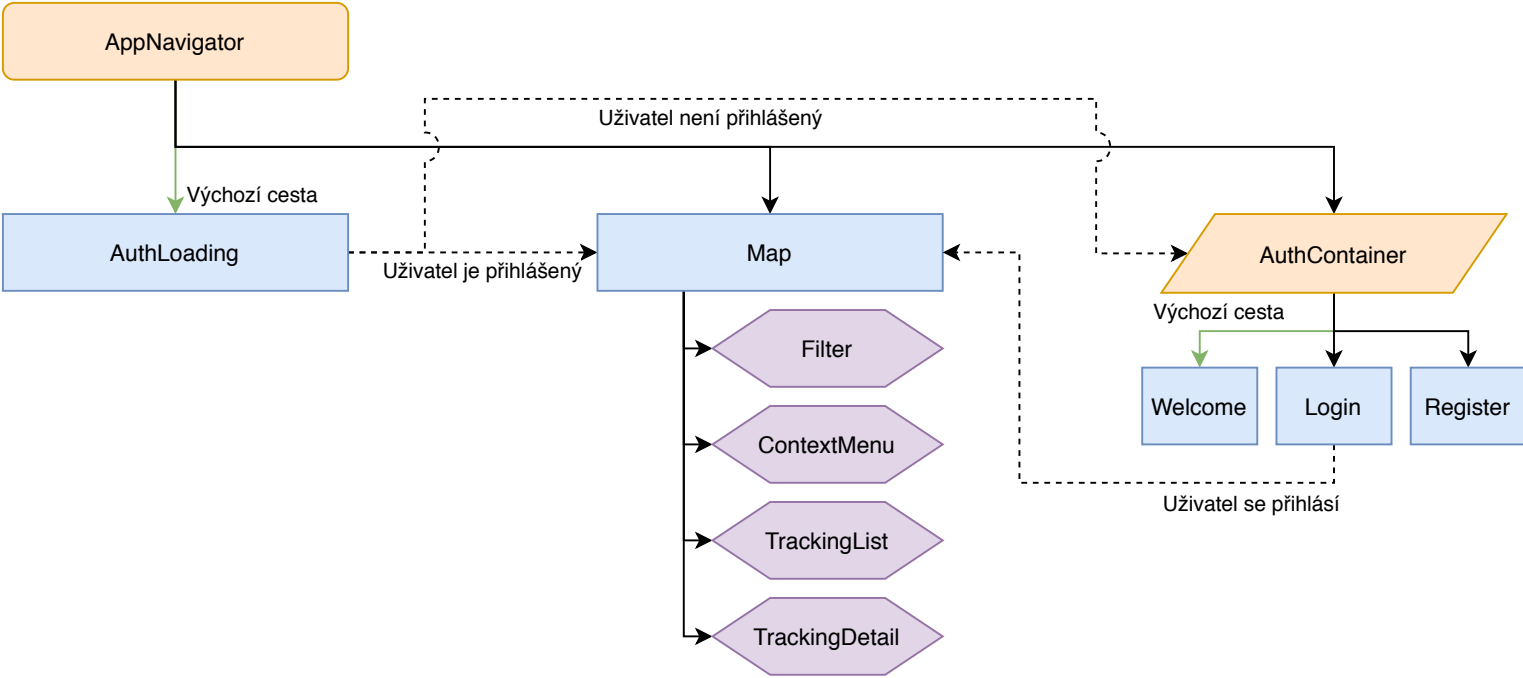 AppNavigator
Uživatel není přihlášený
Výchozí cesta
AuthLoading
Uživatel je přihlášený
Map
AuthContainer
Výchozí cesta
Filter
Welcome
Login
Register
ContextMenu
Uživatel se přihlásí
TrackingList
TrackingDetail